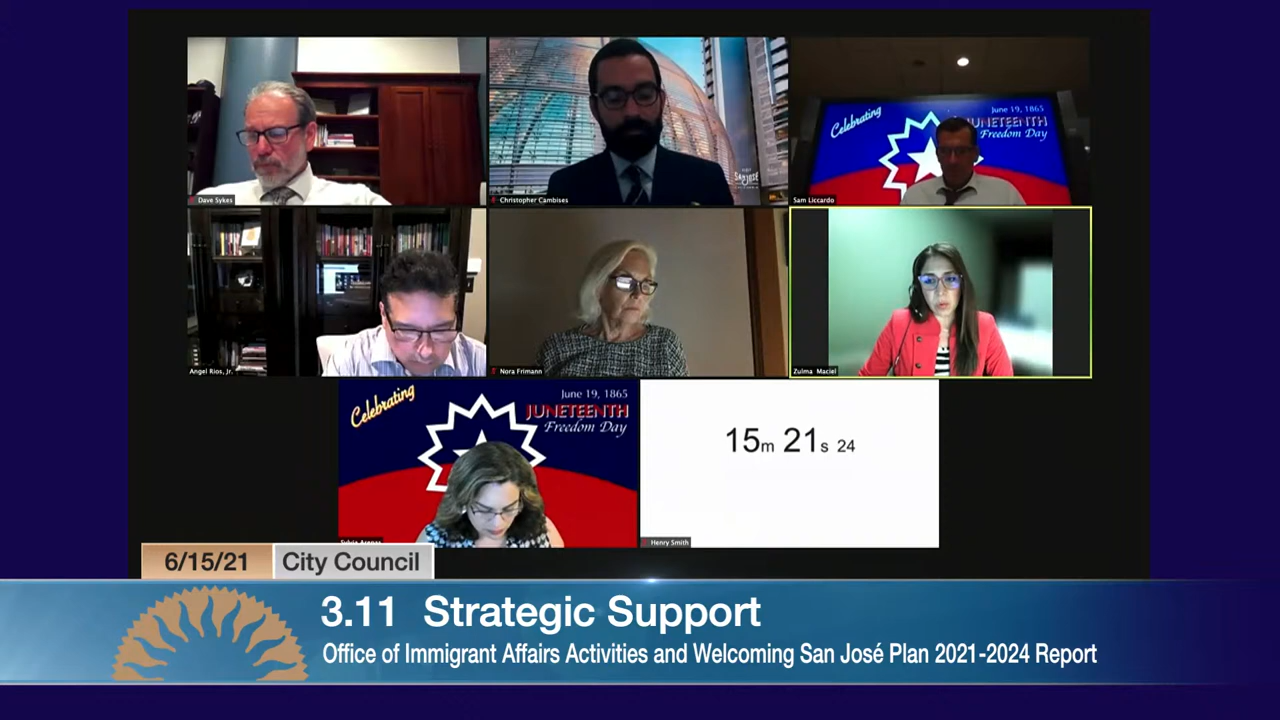 Celebrating
June 19, 1865
JUNETEENTH
Freedom Day
SAN JOSE
Dave Sykes
Christopher Cambises
Sam Liccardo
Angel Rios, Jr.
Nora Frimann
Zulma Maciel
Celebrating
June 19, 1865
JUNETEENTH
Freedom Day
15m 21s 24
Sylvia Arenas
Henry Smith
6/15/21
City Council
3.11 Strategic Support
Office of Immigrant Affairs Activities and Welcoming San José Plan 2021-2024 Report